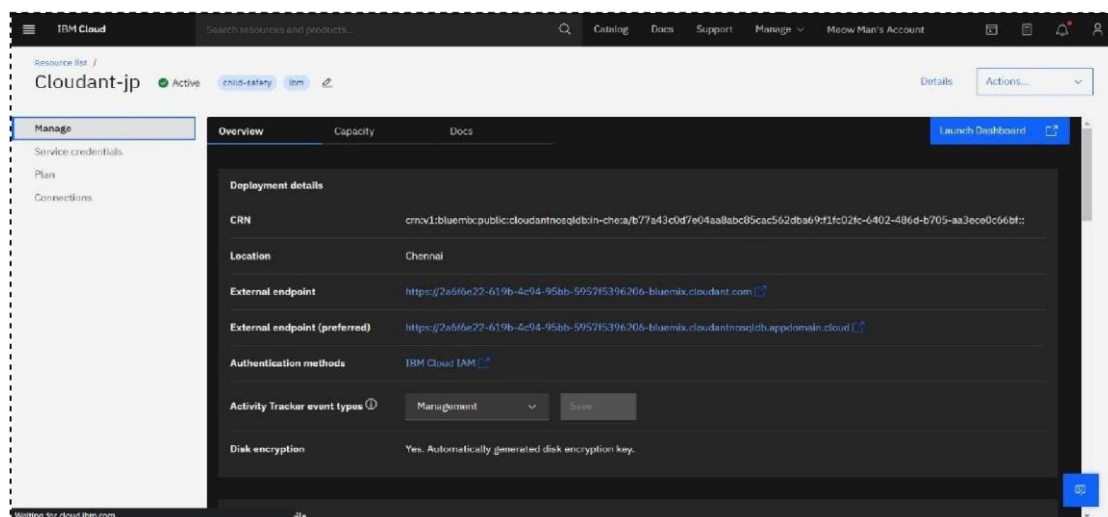 IBM Cloud
Search resources and products...
Catalog Docs Support Manage Meow Man's Account
Resource list /
Cloudant-jp Active child-safety ibm
Details Actions...
Manage
Service credentials
Plan
Connections
Overview Capacity Docs
Launch Dashboard
Deployment details
CRN crn:v1:bluemix:public:cloudantnosqldb:in-che:a/b77a43c0d7e04aa8abc85cac562dba69:f1fc02fc-6402-486d-b705-aa3ece0c66bf::
Location Chennai
External endpoint https://2a6f6e22-619b-4c94-95bb-5957f5396206-bluemix.cloudant.com
External endpoint (preferred) https://2a6f6e22-619b-4c94-95bb-5957f5396206-bluemix.cloudantnosqldb.appdomain.cloud
Authentication methods IBM Cloud IAM
Activity Tracker event types Management Save
Disk encryption Yes. Automatically generated disk encryption key.
Waiting for cloud.ibm.com